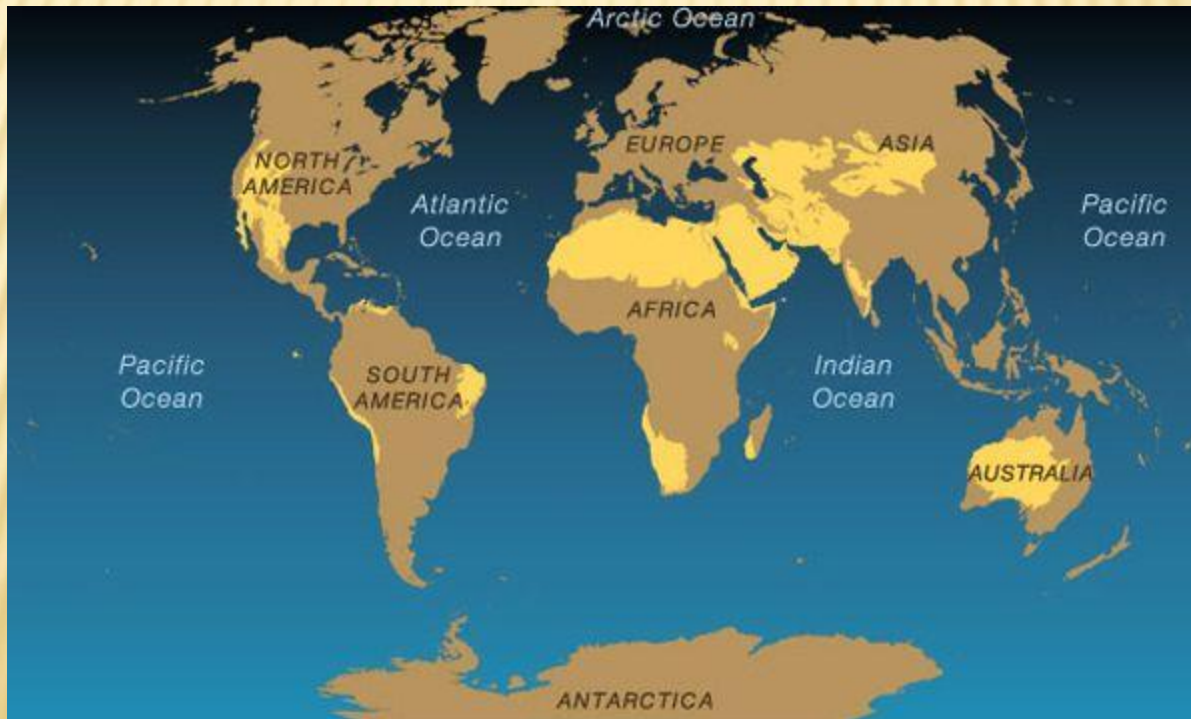 Arctic Ocean
NORTH
AMERICA
EUROPE
ASIA
Atlantic
Ocean
Pacific
Ocean
AFRICA
Pacific
Ocean
SOUTH
AMERICA
Indian
Ocean
AUSTRALIA
ANTARCTICA